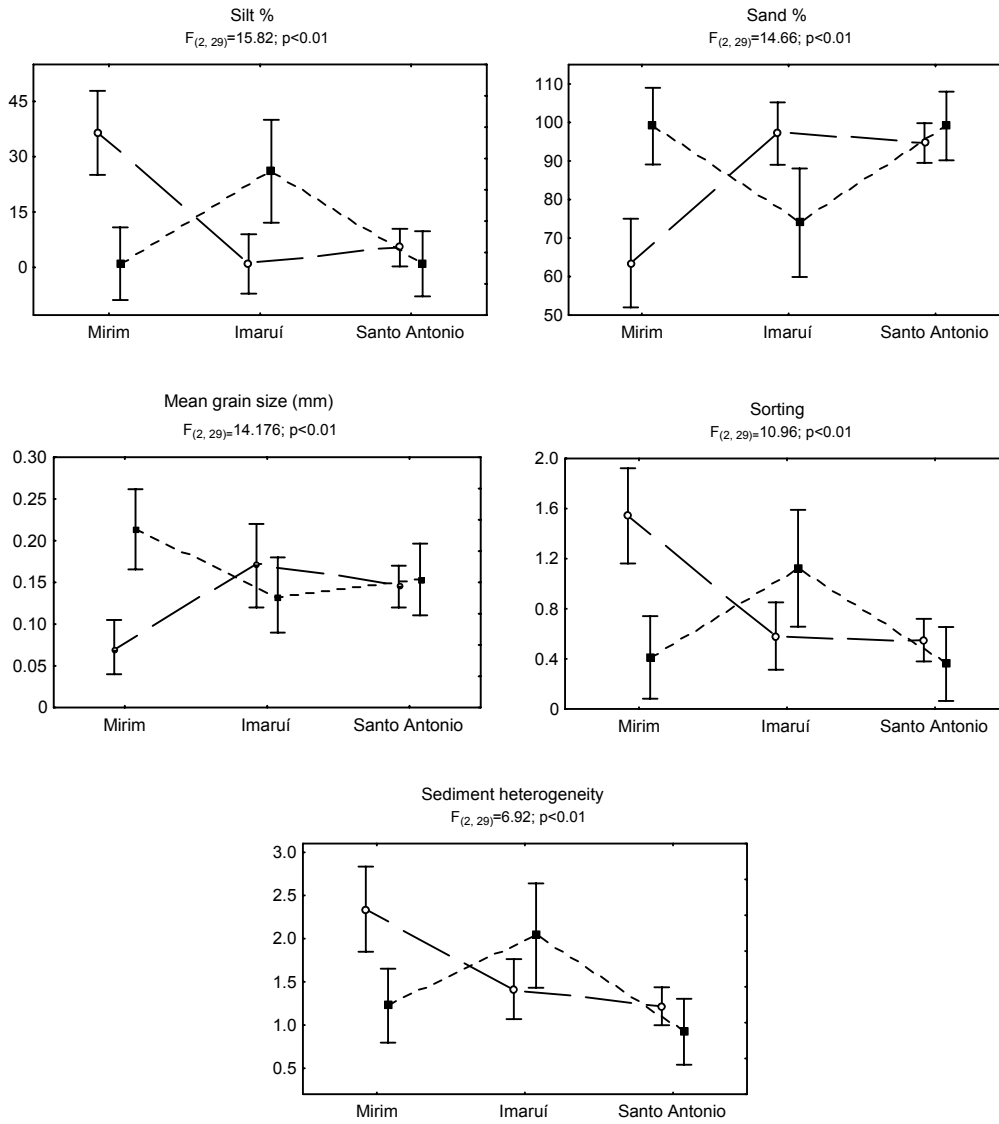 Silt %
F(2, 29)=15.82; p<0.01
45
30
15
0
Mirim Imaruí Santo Antonio
Sand %
F(2, 29)=14.66; p<0.01
110
100
90
80
70
60
50
Mirim Imaruí Santo Antonio
Mean grain size (mm)
F(2, 29)=14.176; p<0.01
0.30
0.25
0.20
0.15
0.10
0.05
0
Mirim Imaruí Santo Antonio
Sorting
F(2, 29)=10.96; p<0.01
2.0
1.6
1.2
0.8
0.4
0
Mirim Imaruí Santo Antonio
Sediment heterogeneity
F(2, 29)=6.92; p<0.01
3.0
2.5
2.0
1.5
1.0
0.5
Mirim Imaruí Santo Antonio